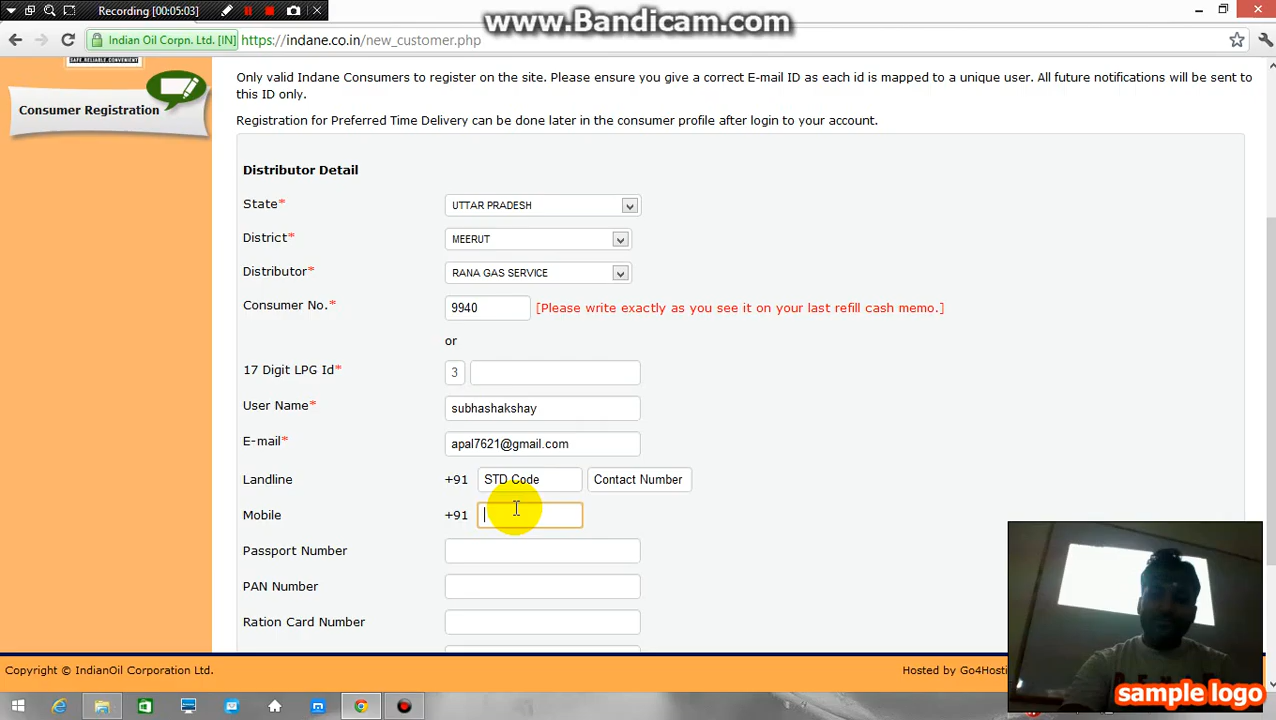 Recording [00:05:03]
www.Bandicam.com
Indian Oil Corpn. Ltd. [IN] https://indane.co.in/new_customer.php
SAFE.RELIABLE.CONVENIENT
Consumer Registration
Only valid Indane Consumers to register on the site. Please ensure you give a correct E-mail ID as each id is mapped to a unique user. All future notifications will be sent to
this ID only.
Registration for Preferred Time Delivery can be done later in the consumer profile after login to your account.
Distributor Detail
State* UTTAR PRADESH
District* MEERUT
Distributor* RANA GAS SERVICE
Consumer No.* 9940 [Please write exactly as you see it on your last refill cash memo.]
or
17 Digit LPG Id* 3
User Name* subhashakshay
E-mail* apal7621@gmail.com
Landline +91 STD Code Contact Number
Mobile +91
Passport Number
PAN Number
Ration Card Number
Copyright © IndianOil Corporation Ltd. Hosted by Go4Hosti
sample logo